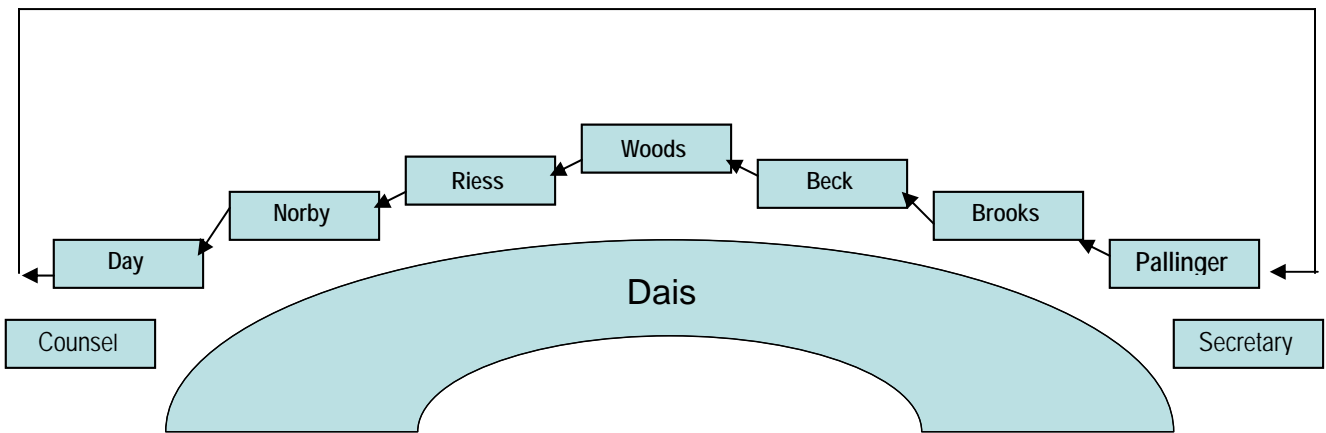 Woods
Riess
Beck
Norby
Brooks
Day
Pallinger
Dais
Counsel
Secretary